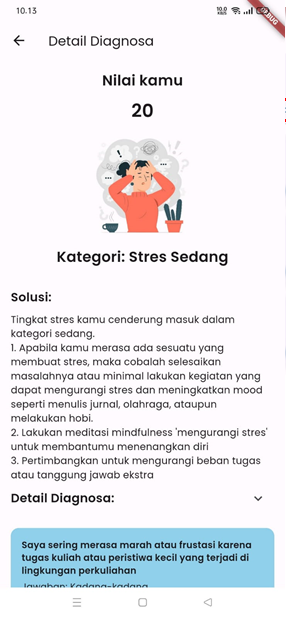 10.13
10.0
KB/S
DEBUG
Detail Diagnosa
Nilai kamu
20
Kategori: Stres Sedang
Solusi:
Tingkat stres kamu cenderung masuk dalam
kategori sedang.
1. Apabila kamu merasa ada sesuatu yang
membuat stres, maka cobalah selesaikan
masalahnya atau minimal lakukan kegiatan yang
dapat mengurangi stres dan meningkatkan mood
seperti menulis jurnal, olahraga, ataupun
melakukan hobi.
2. Lakukan meditasi mindfulness 'mengurangi stres'
untuk membantumu menenangkan diri
3. Pertimbangkan untuk mengurangi beban tugas
atau tanggung jawab ekstra
Detail Diagnosa:
Saya sering merasa marah atau frustasi karena
tugas kuliah atau peristiwa kecil yang terjadi di
lingkungan perkuliahan
Jawaban: Kadang-kadang